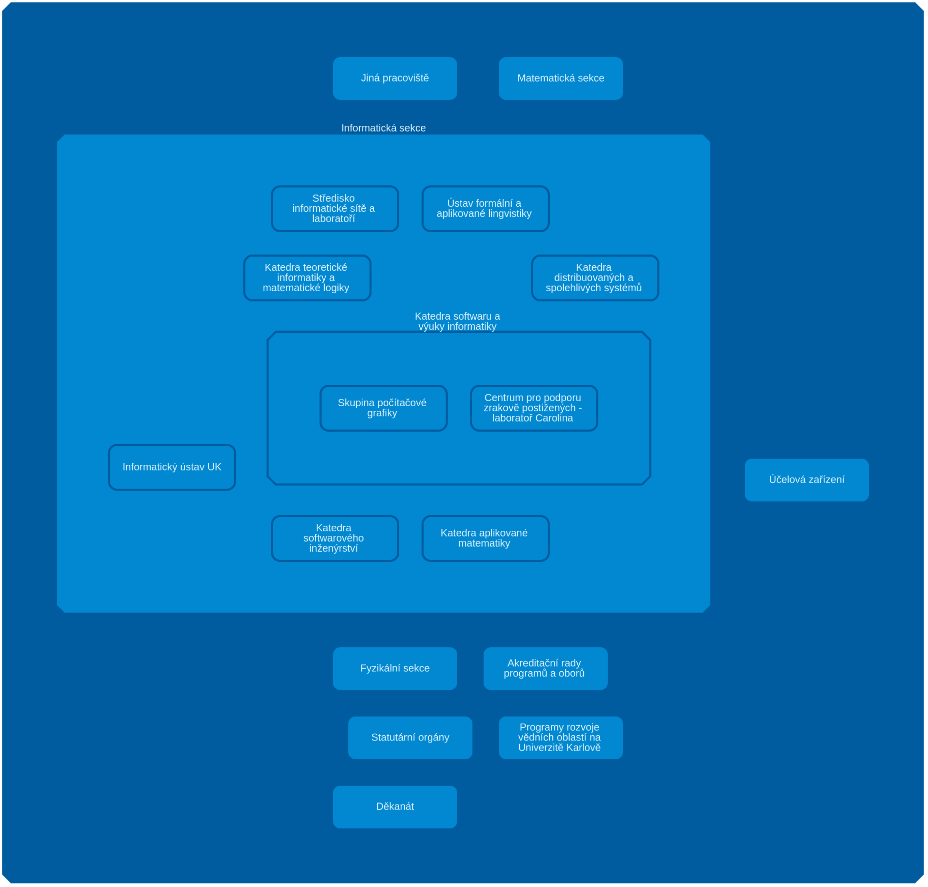 Jiná pracoviště
Matematická sekce
Informatická sekce
Středisko
informatické sítě a
laboratoří
Ústav formální a
aplikované lingvistiky
Katedra teoretické
informatiky a
matematické logiky
Katedra
distribuovaných a
spolehlivých systémů
Katedra softwaru a
výuky informatiky
Skupina počítačové
grafiky
Centrum pro podporu
zrakově postižených -
laboratoř Carolina
Informatický ústav UK
Účelová zařízení
Katedra
softwarového
inženýrství
Katedra aplikované
matematiky
Fyzikální sekce
Akreditační rady
programů a oborů
Statutární orgány
Programy rozvoje
vědních oblastí na
Univerzitě Karlově
Děkanát